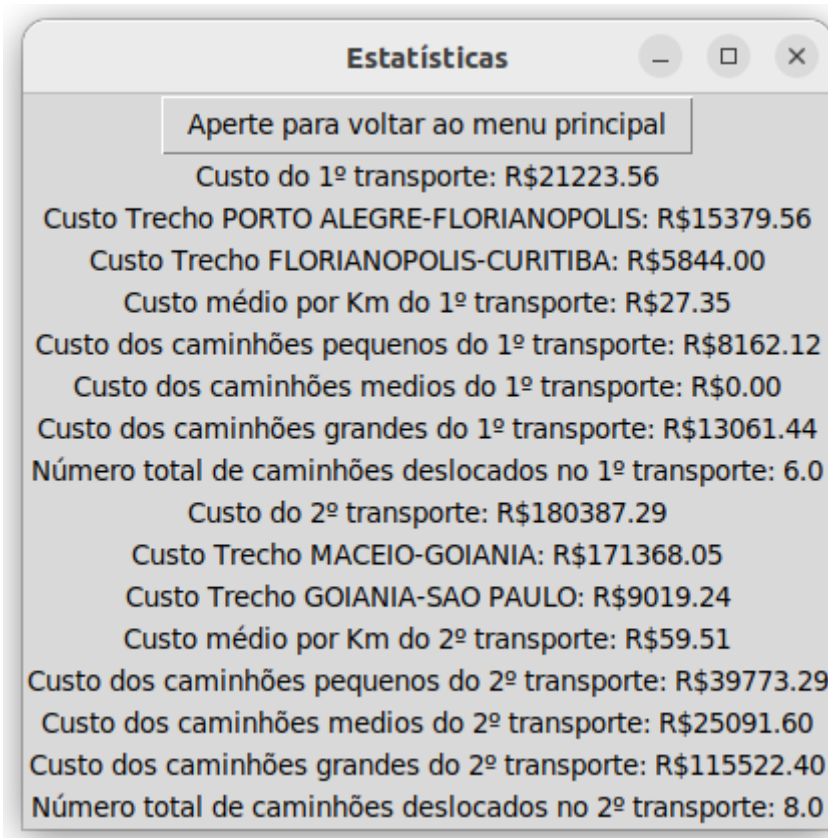 Estatísticas
Aperte para voltar ao menu principal
Custo do 1º transporte: R$21223.56
Custo Trecho PORTO ALEGRE-FLORIANOPOLIS: R$15379.56
Custo Trecho FLORIANOPOLIS-CURITIBA: R$5844.00
Custo médio por Km do 1º transporte: R$27.35
Custo dos caminhões pequenos do 1º transporte: R$8162.12
Custo dos caminhões medios do 1º transporte: R$0.00
Custo dos caminhões grandes do 1º transporte: R$13061.44
Número total de caminhões deslocados no 1º transporte: 6.0
Custo do 2º transporte: R$180387.29
Custo Trecho MACEIO-GOIANIA: R$171368.05
Custo Trecho GOIANIA-SAO PAULO: R$9019.24
Custo médio por Km do 2º transporte: R$59.51
Custo dos caminhões pequenos do 2º transporte: R$39773.29
Custo dos caminhões medios do 2º transporte: R$25091.60
Custo dos caminhões grandes do 2º transporte: R$115522.40
Número total de caminhões deslocados no 2º transporte: 8.0